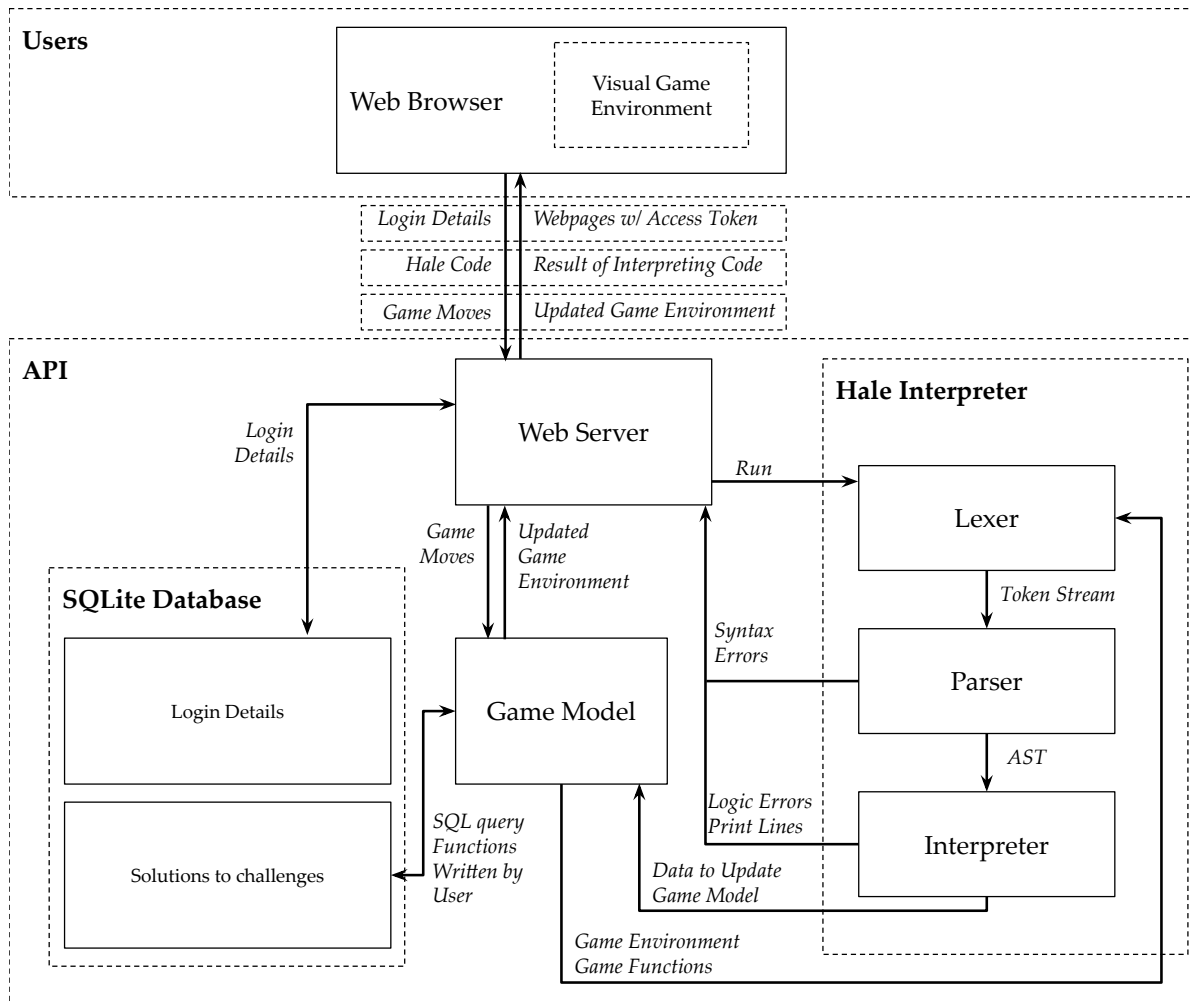 Users
Web Browser
Visual Game
Environment
Login Details
Webpages w/ Access Token
Hale Code
Result of Interpreting Code
Game Moves
Updated Game Environment
API
Web Server
Hale Interpreter
Login
Details
Run
Lexer
Game
Moves
Updated
Game
Environment
Token Stream
SQLite Database
Login Details
Game Model
Syntax
Errors
Parser
AST
Solutions to challenges
SQL query
Functions
Written by
User
Logic Errors
Print Lines
Interpreter
Data to Update
Game Model
Game Environment
Game Functions